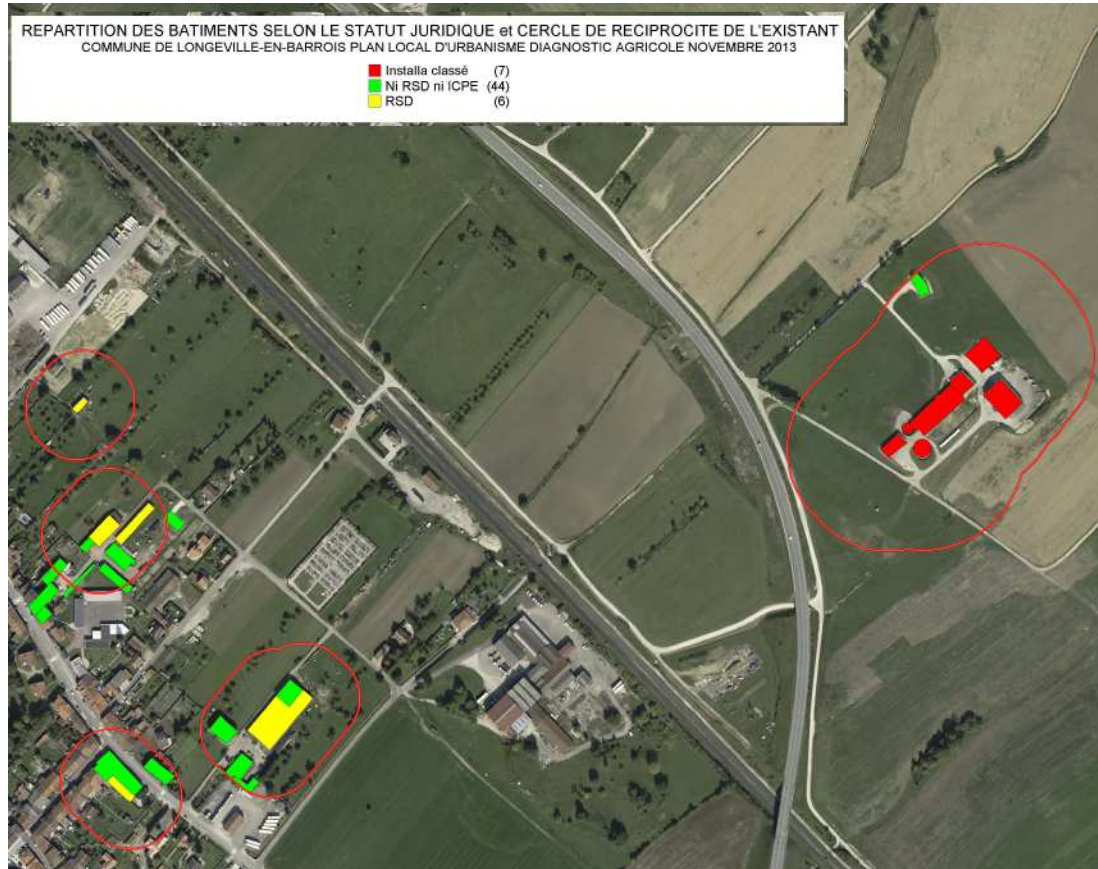 REPARTITION DES BATIMENTS SELON LE STATUT JURIDIQUE et CERCLE DE RECIPROCITE DE L'EXISTANT
COMMUNE DE LONGEVILLE-EN-BARROIS PLAN LOCAL D'URBANISME DIAGNOSTIC AGRICOLE NOVEMBRE 2013
Installa classé (7)
Ni RSD ni ICPE (44)
RSD (6)